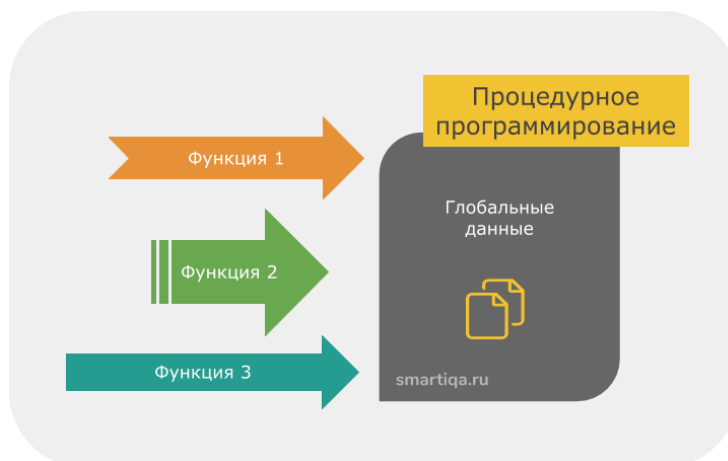 Процедурное
программирование
Функция 1
Глобальные
данные
Функция 2
Функция 3
smartiqa.ru